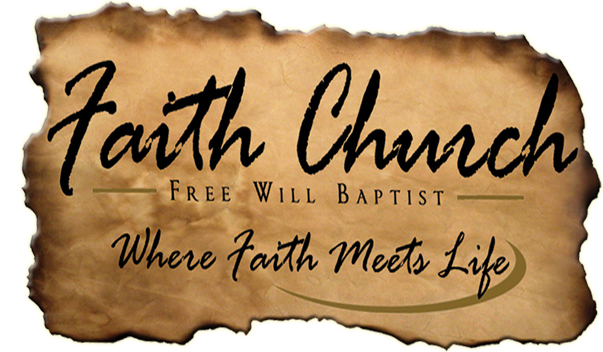 Faith Church
Free Will Baptist
Where Faith Meets Life